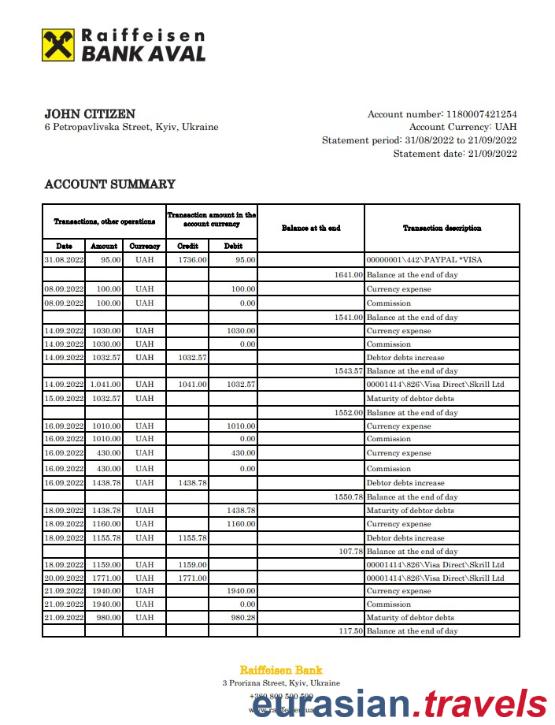 Raiffeisen
BANK AVAL
JOHN CITIZEN
6 Petropavlivska Street, Kyiv, Ukraine
Account number: 1180007421254
Account Currency: UAH
Statement period: 31/08/2022 to 21/09/2022
Statement date: 21/09/2022
ACCOUNT SUMMARY
Transactions, other operations Transaction amount in the account currency Balance at th end Transaction description
Date Amount Currency Credit Debit
31.08.2022 95.00 UAH 1736.00 95.00 00000001\442\PAYPAL *VISA
1641.00 Balance at the end of day
08.09.2022 100.00 UAH 100.00 Currency expense
08.09.2022 100.00 UAH 0.00 Commission
1541.00 Balance at the end of day
14.09.2022 1030.00 UAH 1030.00 Currency expense
14.09.2022 1030.00 UAH 0.00 Commission
14.09.2022 1032.57 UAH 1032.57 Debtor debts increase
1543.57 Balance at the end of day
14.09.2022 1.041.00 UAH 1041.00 1032.57 00001414\826\Visa Direct\Skrill Ltd
15.09.2022 1032.57 UAH Maturity of debtor debts
1552.00 Balance at the end of day
16.09.2022 1010.00 UAH 1010.00 Currency expense
16.09.2022 1010.00 UAH 0.00 Commission
16.09.2022 430.00 UAH 430.00 Currency expense
16.09.2022 430.00 UAH 0.00 Commission
16.09.2022 1438.78 UAH 1438.78 Debtor debts increase
1550.78 Balance at the end of day
18.09.2022 1438.78 UAH 1438.78 Maturity of debtor debts
18.09.2022 1160.00 UAH 1160.00 Currency expense
18.09.2022 1155.78 UAH 1155.78 Debtor debts increase
107.78 Balance at the end of day
18.09.2022 1159.00 UAH 1159.00 00001414\826\Visa Direct\Skrill Ltd
20.09.2022 1771.00 UAH 1771.00 00001414\826\Visa Direct\Skrill Ltd
21.09.2022 1940.00 UAH 1940.00 Currency expense
21.09.2022 1940.00 UAH 0.00 Commission
21.09.2022 980.00 UAH 980.28 Maturity of debtor debts
117.50 Balance at the end of day
Raiffeisen Bank
3 Prorizna Street, Kyiv, Ukraine
eurasian.travels